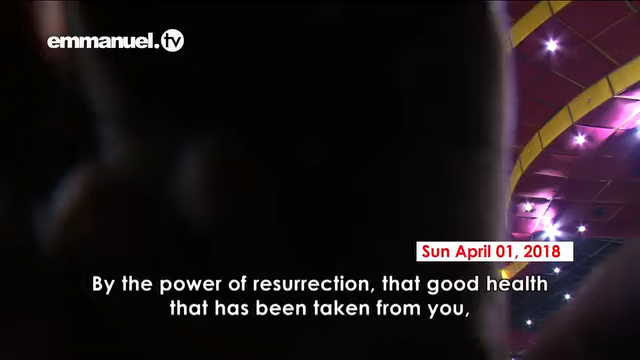 emmanuel.tv
Sun April 01, 2018
By the power of resurrection, that good health
that has been taken from you,